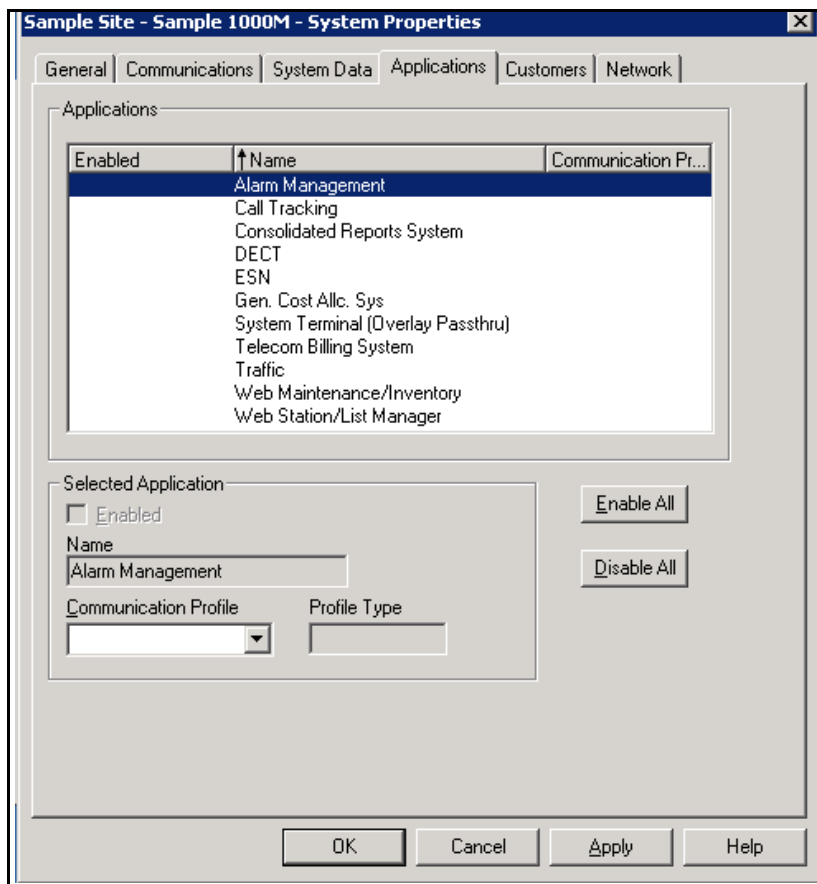 Sample Site - Sample 1000M - System Properties
General Communications System Data Applications Customers Network
Applications
Enabled Name Communication Pr...
Alarm Management
Call Tracking
Consolidated Reports System
DECT
ESN
Gen. Cost Allc. Sys
System Terminal (Overlay Passthru)
Telecom Billing System
Traffic
Web Maintenance/Inventory
Web Station/List Manager
Selected Application
Enabled
Enable All
Name
Alarm Management
Disable All
Communication Profile Profile Type
OK Cancel Apply Help